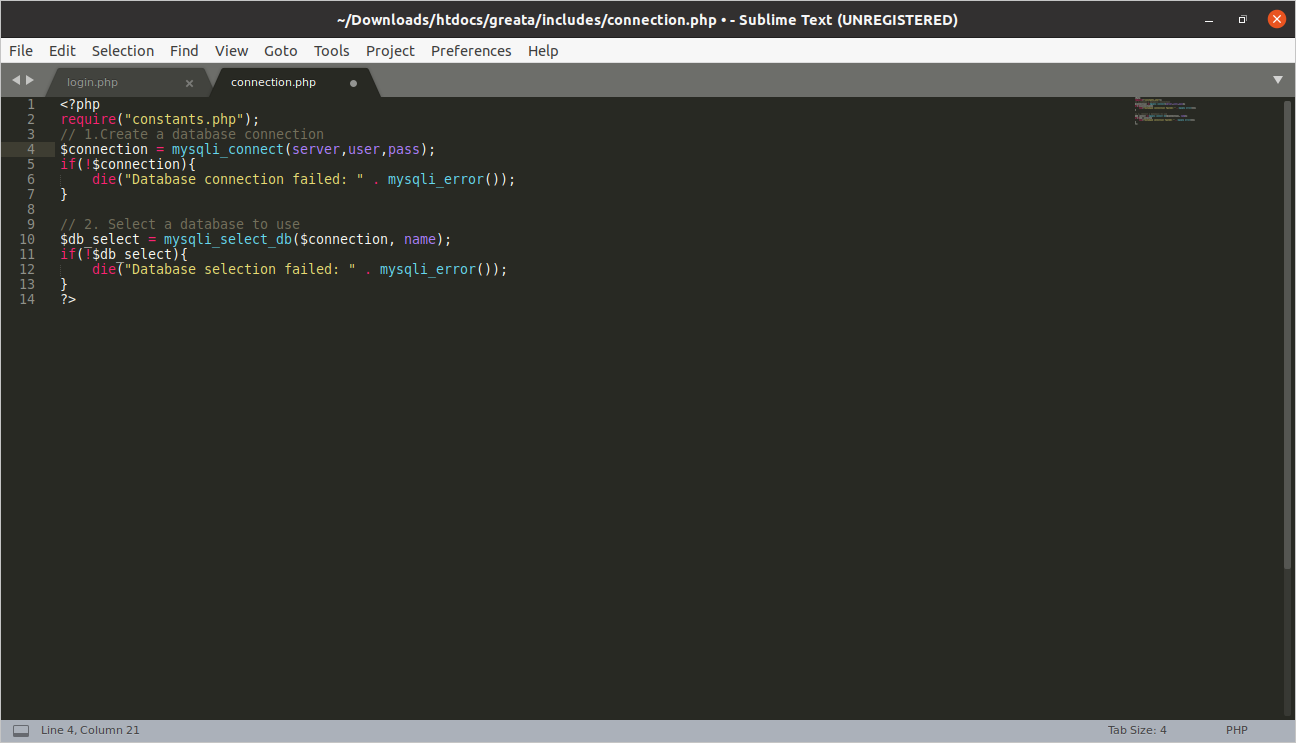 ~/Downloads/htdocs/greata/includes/connection.php • - Sublime Text (UNREGISTERED)
File Edit Selection Find View Goto Tools Project Preferences Help
login.php connection.php
1 <?php
2 require("constants.php");
3 // 1.Create a database connection
4 $connection = mysqli_connect(server,user,pass);
5 if(!$connection){
6 die("Database connection failed: " . mysqli_error());
7 }
8
9 // 2. Select a database to use
10 $db_select = mysqli_select_db($connection, name);
11 if(!$db_select){
12 die("Database selection failed: " . mysqli_error());
13 }
14 ?>
Line 4, Column 21 Tab Size: 4 PHP